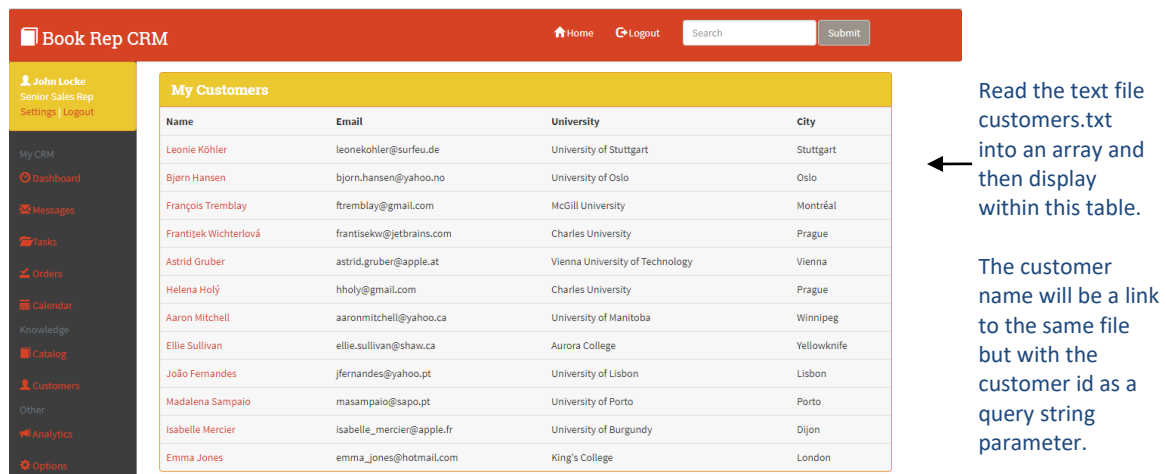 Book Rep CRM
Home Logout Search Submit
John Locke
Senior Sales Rep
Settings | Logout
My CRM
Dashboard
Messages
Tasks
Orders
Calendar
Knowledge
Catalog
Customers
Other
Analytics
Options
My Customers
Name Email University City
Leonie Köhler leonekohler@surfeu.de University of Stuttgart Stuttgart
Bjørn Hansen bjorn.hansen@yahoo.no University of Oslo Oslo
François Tremblay ftremblay@gmail.com McGill University Montréal
Frantişek Wichterlová frantisekw@jetbrains.com Charles University Prague
Astrid Gruber astrid.gruber@apple.at Vienna University of Technology Vienna
Helena Holý hholy@gmail.com Charles University Prague
Aaron Mitchell aaronmitchell@yahoo.ca University of Manitoba Winnipeg
Ellie Sullivan ellie.sullivan@shaw.ca Aurora College Yellowknife
João Fernandes jfernandes@yahoo.pt University of Lisbon Lisbon
Madalena Sampaio masampaio@sapo.pt University of Porto Porto
Isabelle Mercier isabelle_mercier@apple.fr University of Burgundy Dijon
Emma Jones emma_jones@hotmail.com King's College London
Read the text file
customers.txt
into an array and
then display
within this table.
The customer
name will be a link
to the same file
but with the
customer id as a
query string
parameter.